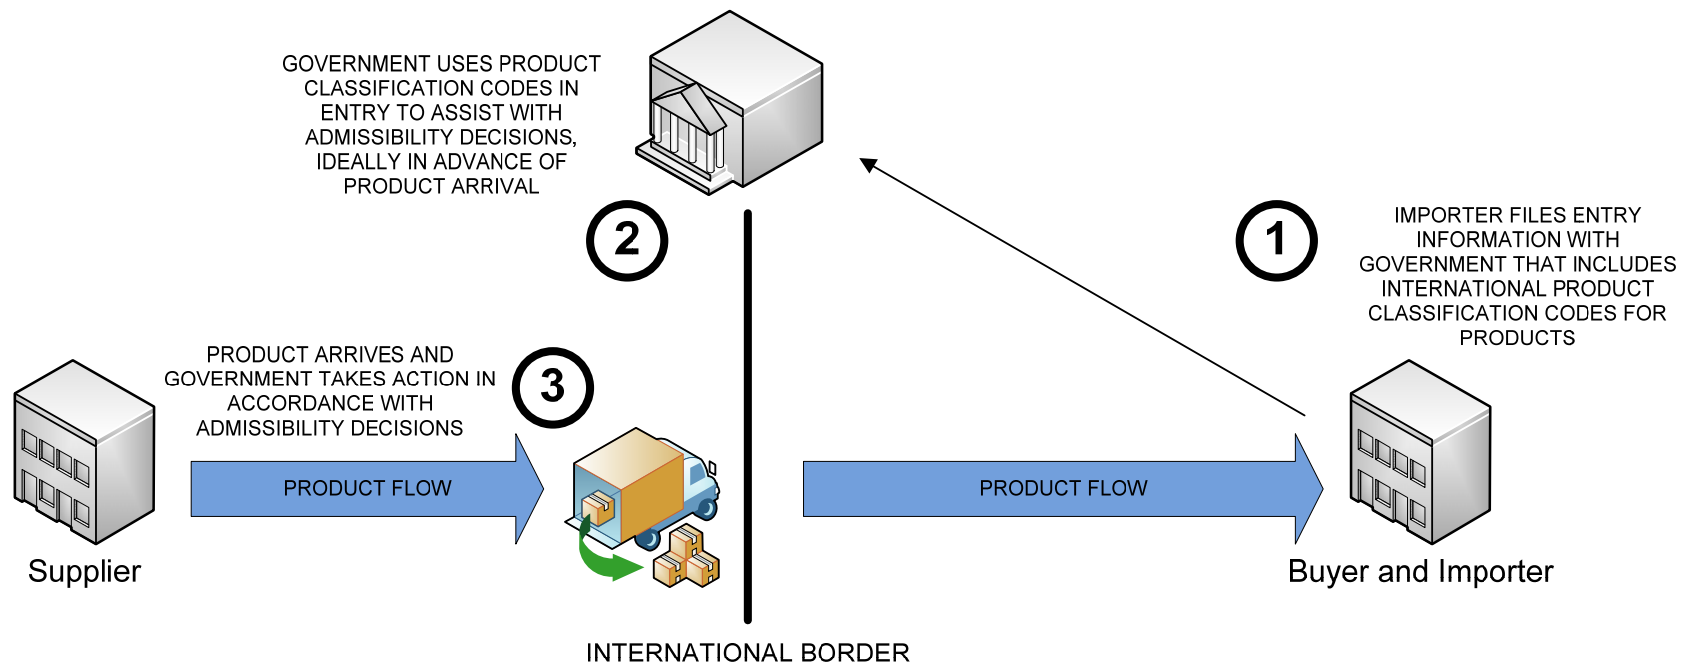 GOVERNMENT USES PRODUCT
CLASSIFICATION CODES IN
ENTRY TO ASSIST WITH
ADMISSIBILITY DECISIONS,
IDEALLY IN ADVANCE OF
PRODUCT ARRIVAL
2
1
IMPORTER FILES ENTRY
INFORMATION WITH
GOVERNMENT THAT INCLUDES
INTERNATIONAL PRODUCT
CLASSIFICATION CODES FOR
PRODUCTS
PRODUCT ARRIVES AND
GOVERNMENT TAKES ACTION IN
ACCORDANCE WITH
ADMISSIBILITY DECISIONS
3
PRODUCT FLOW
PRODUCT FLOW
Supplier
Buyer and Importer
INTERNATIONAL BORDER